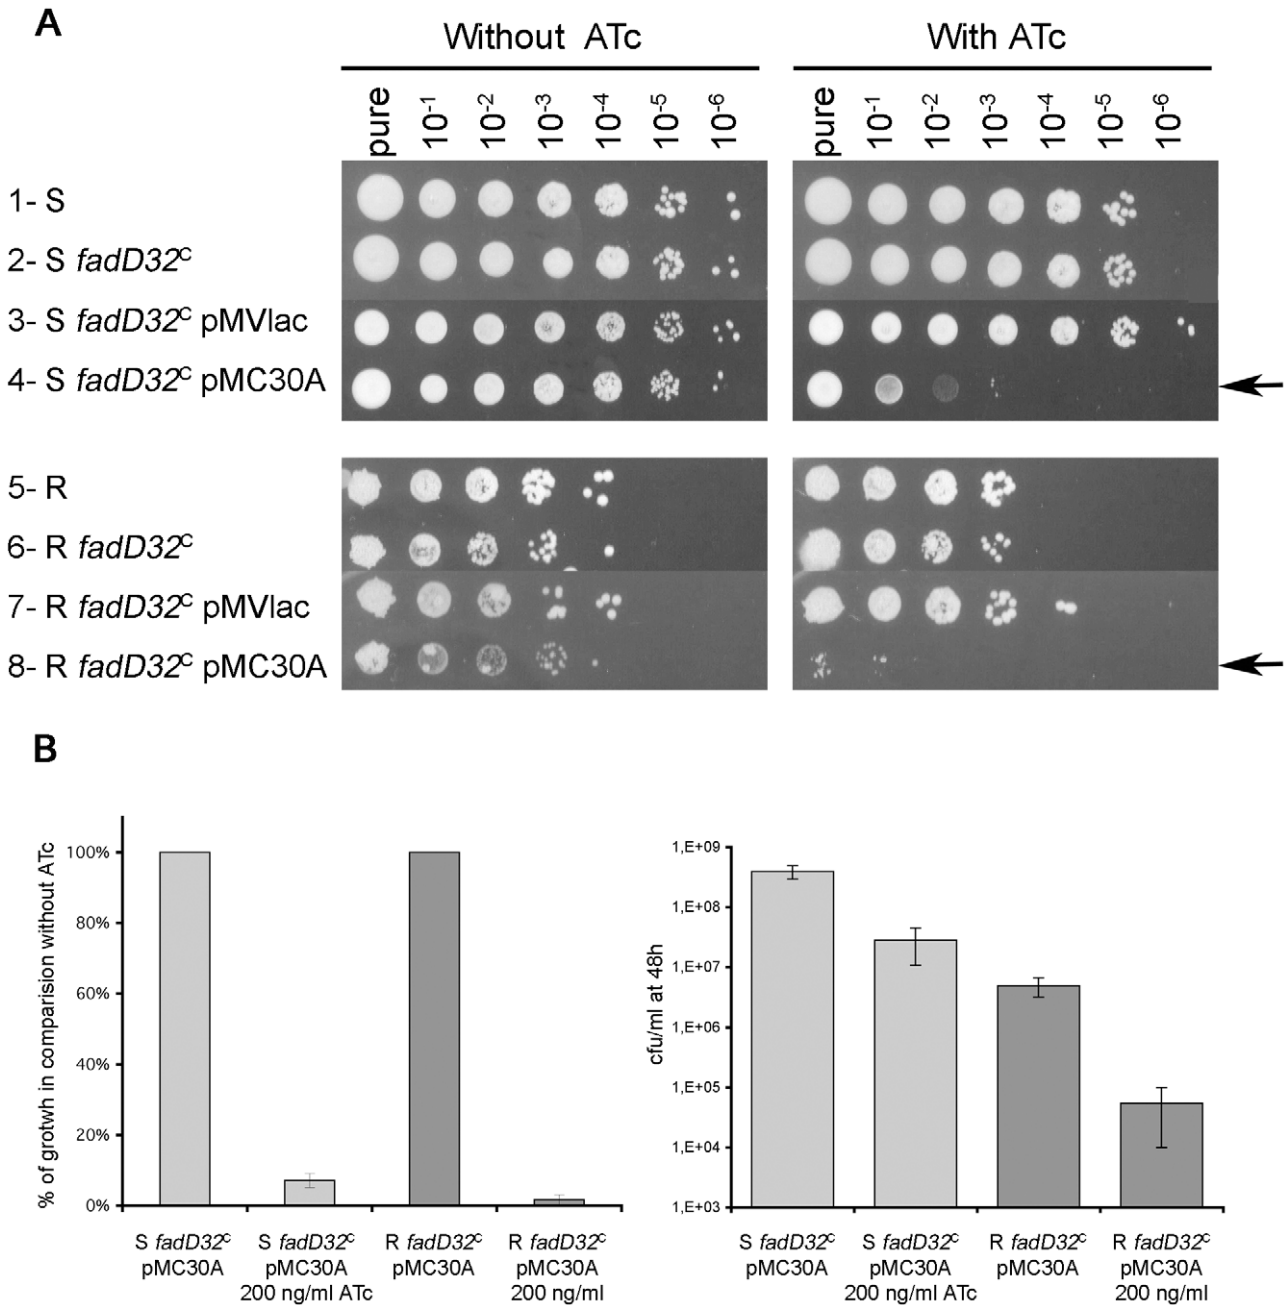 A
Without ATc
With ATc
pure 10-1 10-2 10-3 10-4 10-5 10-6
pure 10-1 10-2 10-3 10-4 10-5 10-6
1- S
2- S fadD32c
3- S fadD32c pMVlac
4- S fadD32c pMC30A
5- R
6- R fadD32c
7- R fadD32c pMVlac
8- R fadD32c pMC30A
B
% of grotwh in comparision without ATc
100%
80%
60%
40%
20%
0%
S fadD32c
pMC30A
S fadD32c
pMC30A
200 ng/ml ATc
R fadD32c
pMC30A
R fadD32c
pMC30A
200 ng/ml
cfu/ml at 48h
1,E+09
1,E+08
1,E+07
1,E+06
1,E+05
1,E+04
1,E+03
S fadD32c
pMC30A
S fadD32c
pMC30A
200 ng/ml ATc
R fadD32c
pMC30A
R fadD32c
pMC30A
200 ng/ml